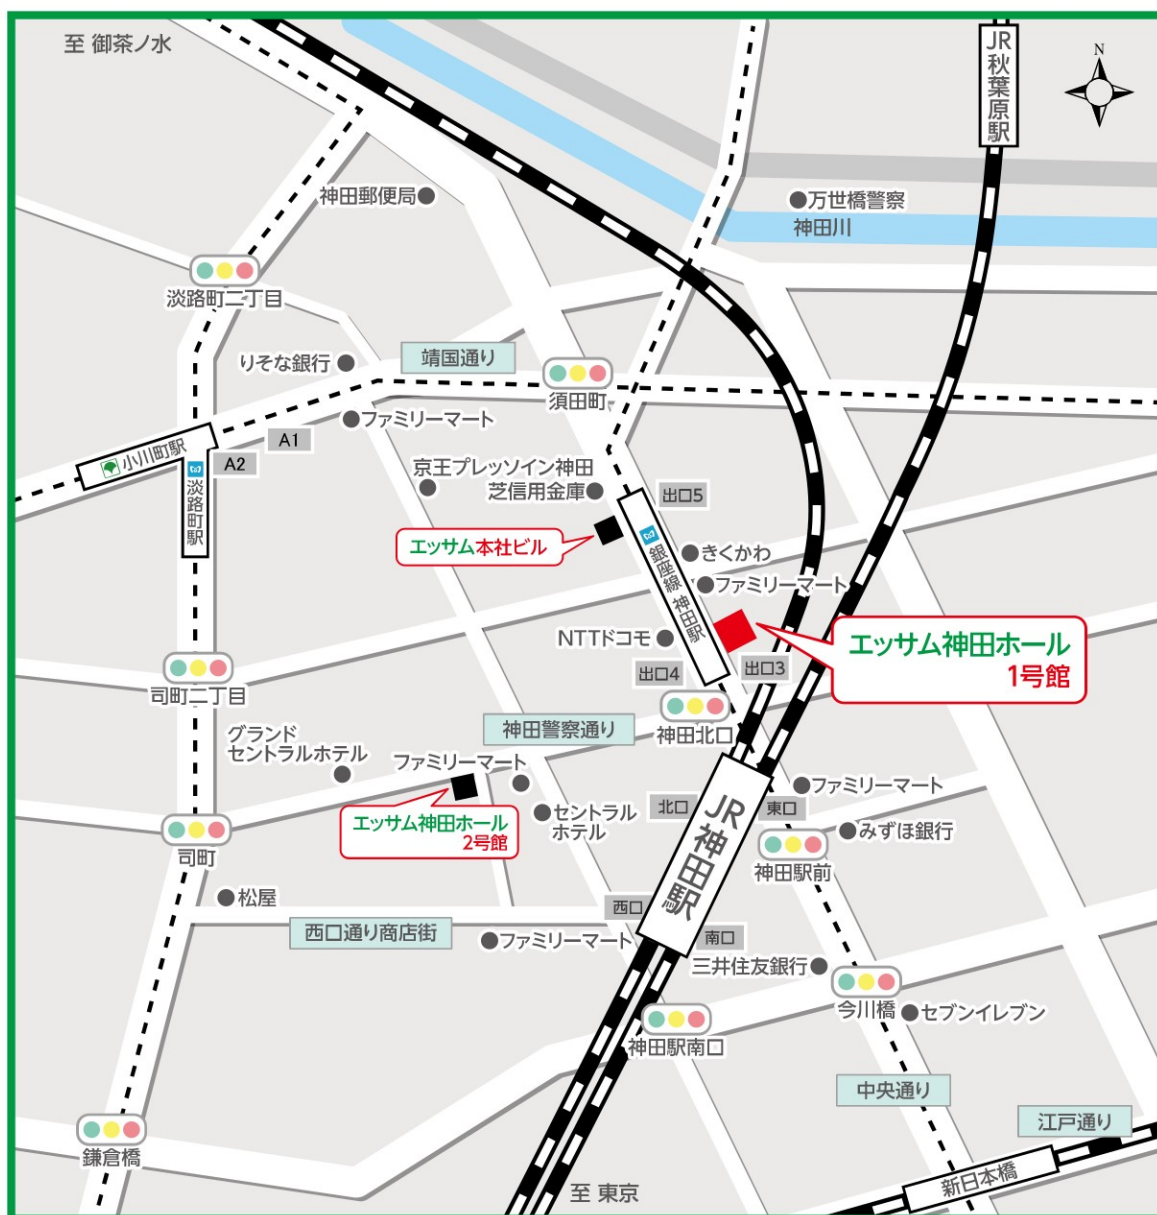 至 御茶ノ水
JR秋葉原駅
N
神田郵便局
万世橋警察
神田川
淡路町二丁目
りそな銀行
靖国通り
須田町
ファミリーマート
A1
小川町駅
A2
淡路町駅
京王プレッソイン神田
芝信用金庫
出口5
エッサム本社ビル
銀座線 神田駅
きくかわ
ファミリーマート
NTTドコモ
エッサム神田ホール
1号館
出口4
出口3
司町二丁目
神田北口
神田警察通り
グランド
セントラルホテル
ファミリーマート
エッサム神田ホール
2号館
セントラル
ホテル
北口
JR神田駅
東口
ファミリーマート
みずほ銀行
司町
神田駅前
松屋
西口
西口通り商店街
ファミリーマート
南口
三井住友銀行
今川橋
セブンイレブン
神田駅南口
中央通り
江戸通り
鎌倉橋
新日本橋
至 東京